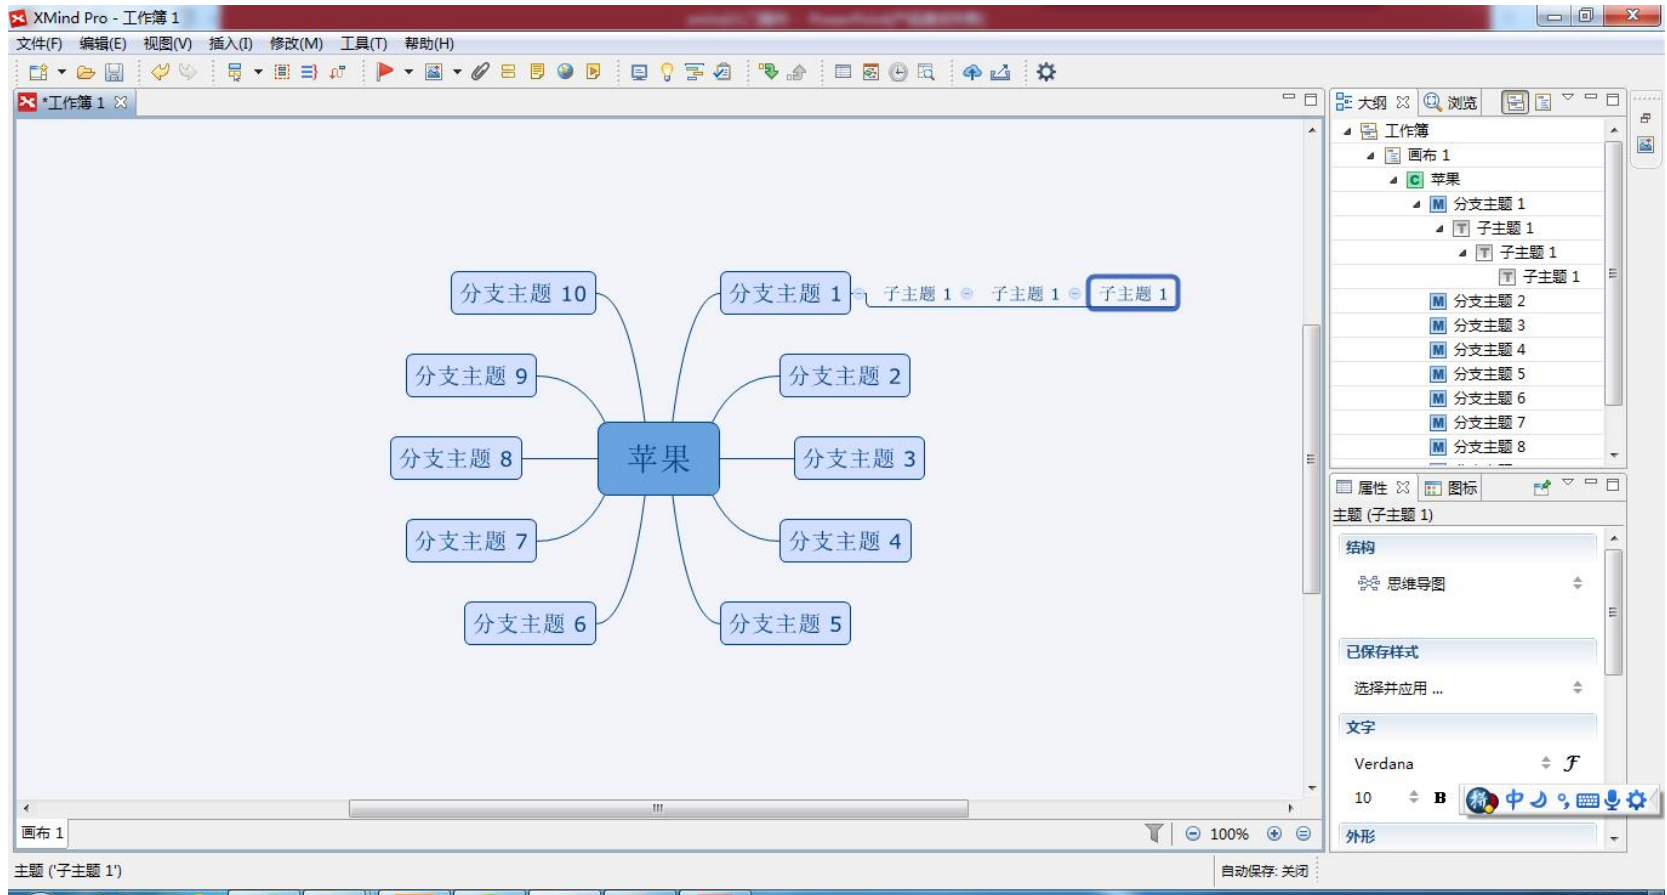 XMind Pro - 工作簿 1
文件(F) 编辑(E) 视图(V) 插入(I) 修改(M) 工具(T) 帮助(H)
*工作簿 1
分支主题 10
分支主题 1
子主题 1
子主题 1
子主题 1
分支主题 9
分支主题 2
分支主题 8
苹果
分支主题 3
分支主题 7
分支主题 4
分支主题 6
分支主题 5
画布 1
100%
主题 ('子主题 1')
自动保存: 关闭
大纲 浏览
工作簿
画布 1
C 苹果
M 分支主题 1
T 子主题 1
T 子主题 1
T 子主题 1
M 分支主题 2
M 分支主题 3
M 分支主题 4
M 分支主题 5
M 分支主题 6
M 分支主题 7
M 分支主题 8
属性 图标
主题 (子主题 1)
结构
思维导图
已保存样式
选择并应用 ...
文字
Verdana F
10 B
拼 中
外形